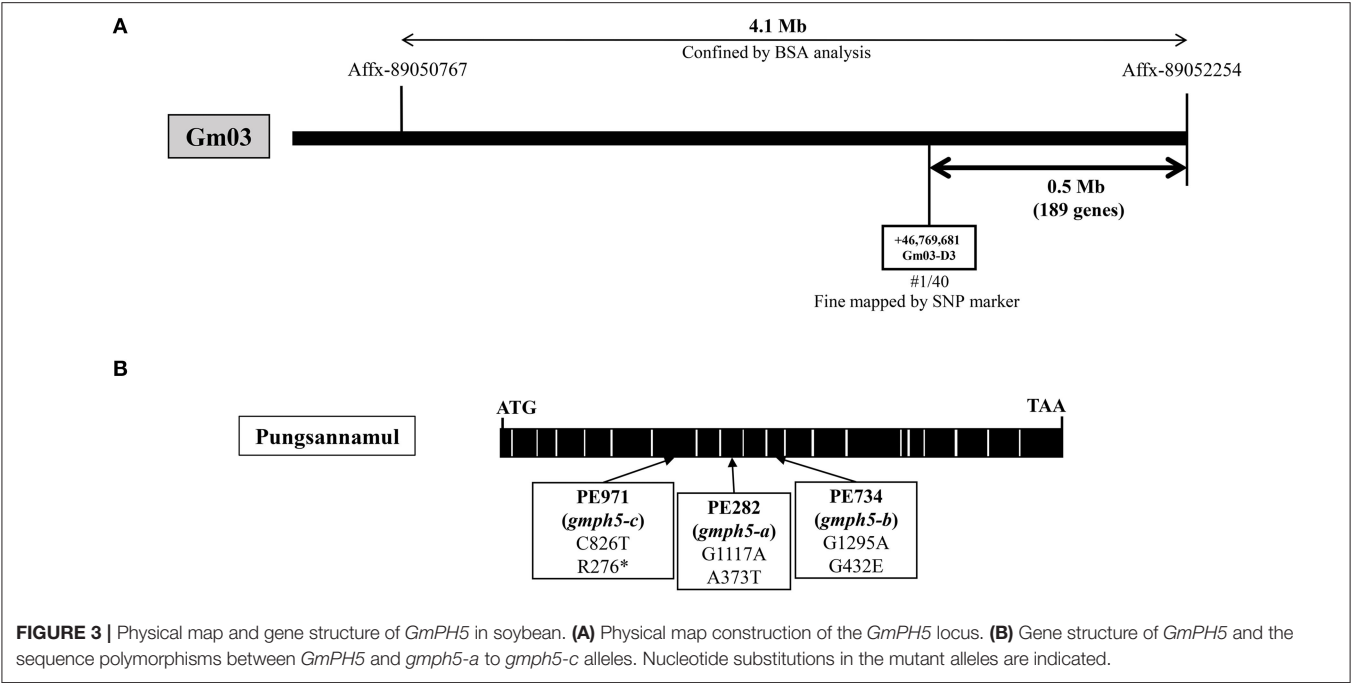 A
4.1 Mb
Confined by BSA analysis
Affx-89050767
Affx-89052254
Gm03
0.5 Mb
(189 genes)
+46,769,681
Gm03-D3
#1/40
Fine mapped by SNP marker
B
ATG
TAA
Pungsannamul
PE971
(gmph5-c)
C826T
R276*
PE282
(gmph5-a)
G1117A
A373T
PE734
(gmph5-b)
G1295A
G432E
FIGURE 3 | Physical map and gene structure of GmPH5 in soybean. (A) Physical map construction of the GmPH5 locus. (B) Gene structure of GmPH5 and the
sequence polymorphisms between GmPH5 and gmph5-a to gmph5-c alleles. Nucleotide substitutions in the mutant alleles are indicated.